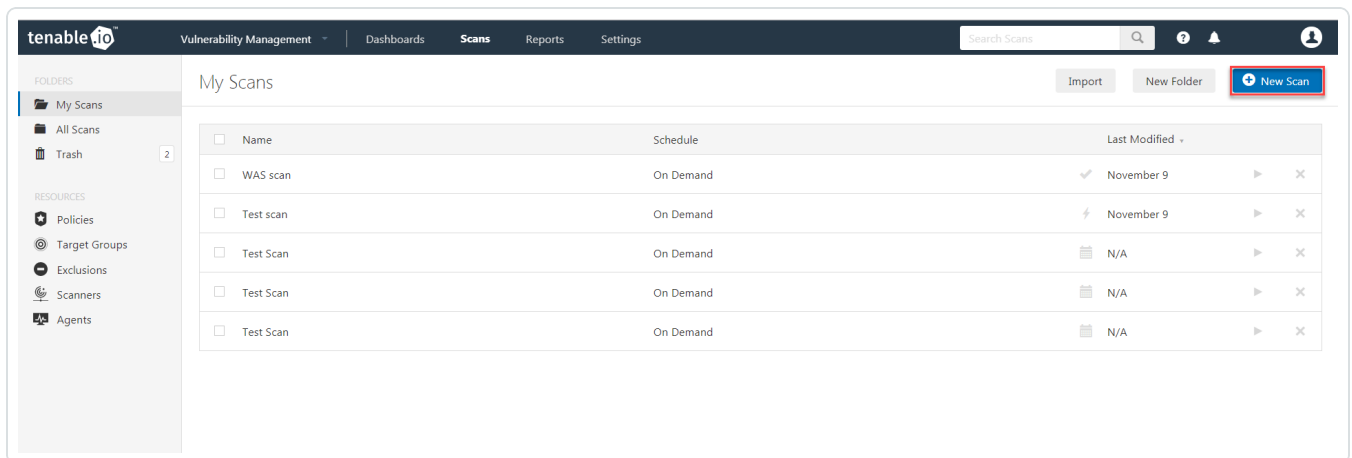 tenable.io™
Vulnerability Management Dashboards Scans Reports Settings Search Scans
FOLDERS
My Scans
All Scans
Trash 2
RESOURCES
Policies
Target Groups
Exclusions
Scanners
Agents
My Scans Import New Folder New Scan
Name Schedule Last Modified
WAS scan On Demand November 9
Test scan On Demand November 9
Test Scan On Demand N/A
Test Scan On Demand N/A
Test Scan On Demand N/A